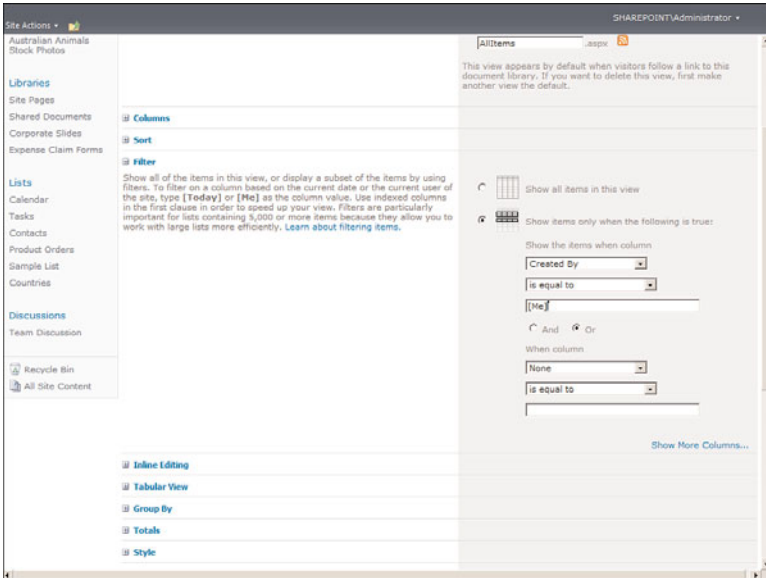 Site Actions
SHAREPOINT\Administrator
Australian Animals
Stock Photos
Libraries
Site Pages
Shared Documents
Corporate Slides
Expense Claim Forms
Lists
Calendar
Tasks
Contacts
Product Orders
Sample List
Countries
Discussions
Team Discussion
Recycle Bin
All Site Content
AllItems .aspx
This view appears by default when visitors follow a link to this
document library. If you want to delete this view, first make
another view the default.
Columns
Sort
Filter
Show all of the items in this view, or display a subset of the items by using
filters. To filter on a column based on the current date or the current user of
the site, type [Today] or [Me] as the column value. Use indexed columns
in the first clause in order to speed up your view. Filters are particularly
important for lists containing 5,000 or more items because they allow you to
work with large lists more efficiently. Learn about filtering items.
Show all items in this view
Show items only when the following is true:
Show the items when column
Created By
is equal to
[Me]
And Or
When column
None
is equal to
Show More Columns...
Inline Editing
Tabular View
Group By
Totals
Style